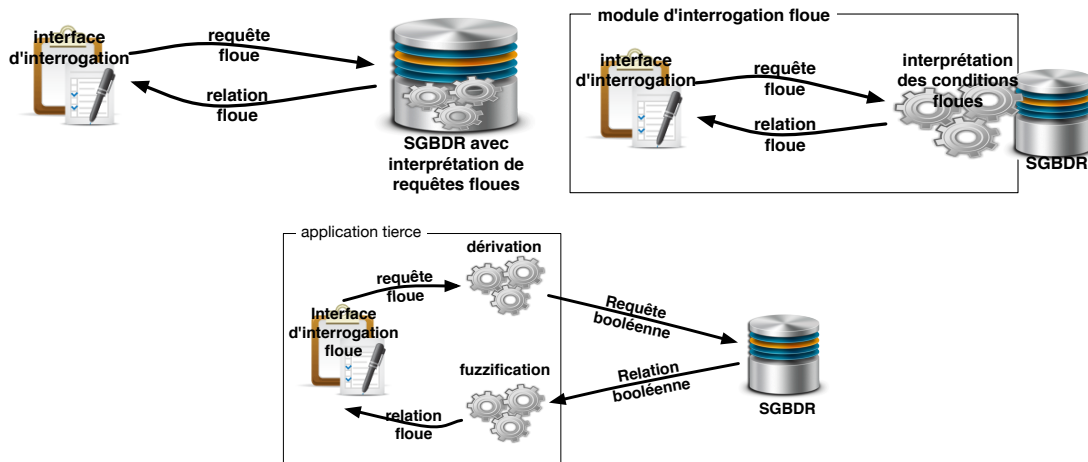 interface
d'interrogation
requête
floue
relation
floue
SGBDR avec
interprétation de
requêtes floues
module d'interrogation floue
interface
d'interrogation
requête
floue
relation
floue
interprétation
des conditions
floues
SGBDR
application tierce
dérivation
requête
floue
Interface
d'interrogation
floue
fuzzification
relation
floue
Requête
booléenne
Relation
booléenne
SGBDR